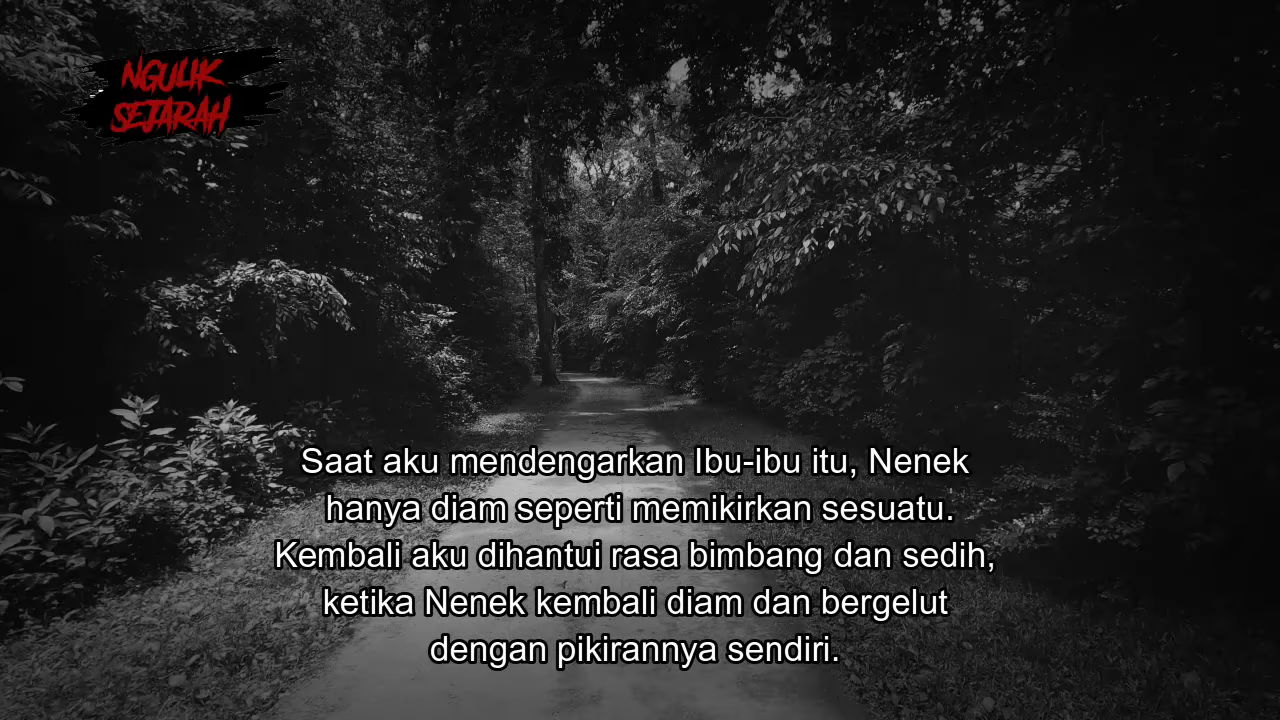 NGULIK
SEJARAH
Saat aku mendengarkan Ibu-ibu itu, Nenek
hanya diam seperti memikirkan sesuatu.
Kembali aku dihantui rasa bimbang dan sedih,
ketika Nenek kembali diam dan bergelut
dengan pikirannya sendiri.